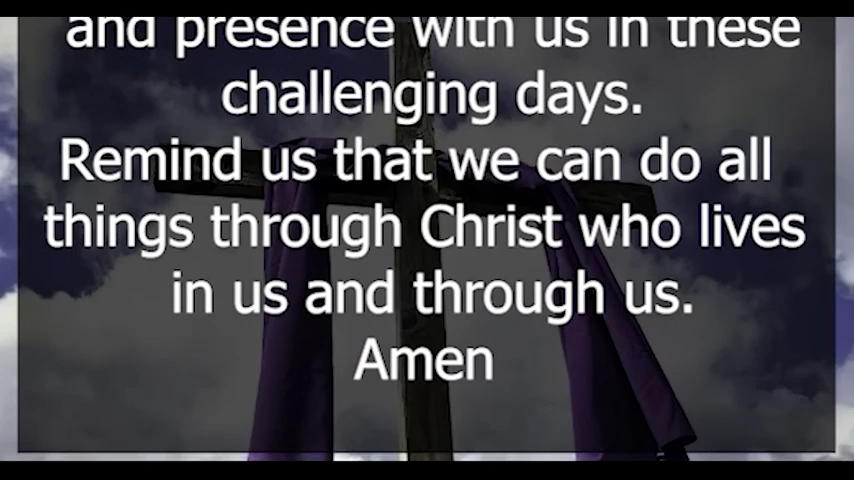 and presence with us in these
challenging days.
Remind us that we can do all
things through Christ who lives
in us and through us.
Amen